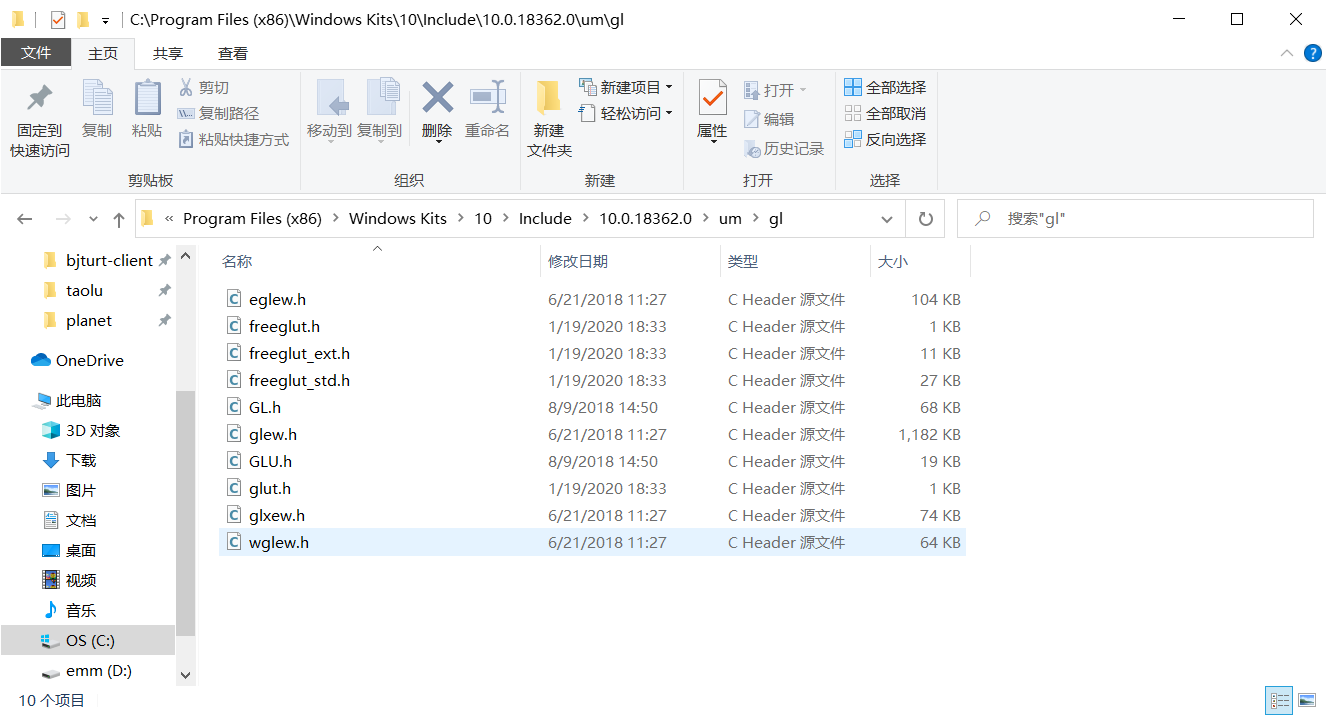 C:\Program Files (x86)\Windows Kits\10\Include\10.0.18362.0\um\gl
文件 主页 共享 查看
固定到快速访问
复制
粘贴
剪切
复制路径
粘贴快捷方式
剪贴板
移动到
复制到
删除
重命名
组织
新建文件夹
新建项目
轻松访问
新建
属性
打开
编辑
历史记录
打开
全部选择
全部取消
反向选择
选择
« Program Files (x86) > Windows Kits > 10 > Include > 10.0.18362.0 > um > gl
搜索"gl"
bjturt-client
taolu
planet
OneDrive
此电脑
3D 对象
下载
图片
文档
桌面
视频
音乐
OS (C:)
emm (D:)
名称 修改日期 类型 大小
eglew.h 6/21/2018 11:27 C Header 源文件 104 KB
freeglut.h 1/19/2020 18:33 C Header 源文件 1 KB
freeglut_ext.h 1/19/2020 18:33 C Header 源文件 11 KB
freeglut_std.h 1/19/2020 18:33 C Header 源文件 27 KB
GL.h 8/9/2018 14:50 C Header 源文件 68 KB
glew.h 6/21/2018 11:27 C Header 源文件 1,182 KB
GLU.h 8/9/2018 14:50 C Header 源文件 19 KB
glut.h 1/19/2020 18:33 C Header 源文件 1 KB
glxew.h 6/21/2018 11:27 C Header 源文件 74 KB
wglew.h 6/21/2018 11:27 C Header 源文件 64 KB
10 个项目